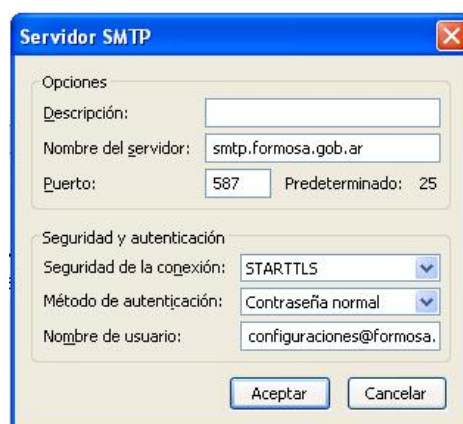 Servidor SMTP
Opciones
Descripción:
Nombre del servidor: smtp.formosa.gob.ar
Puerto: 587 Predeterminado: 25
Seguridad y autenticación
Seguridad de la conexión: STARTTLS
Método de autenticación: Contraseña normal
Nombre de usuario: configuraciones@formosa.
Aceptar Cancelar